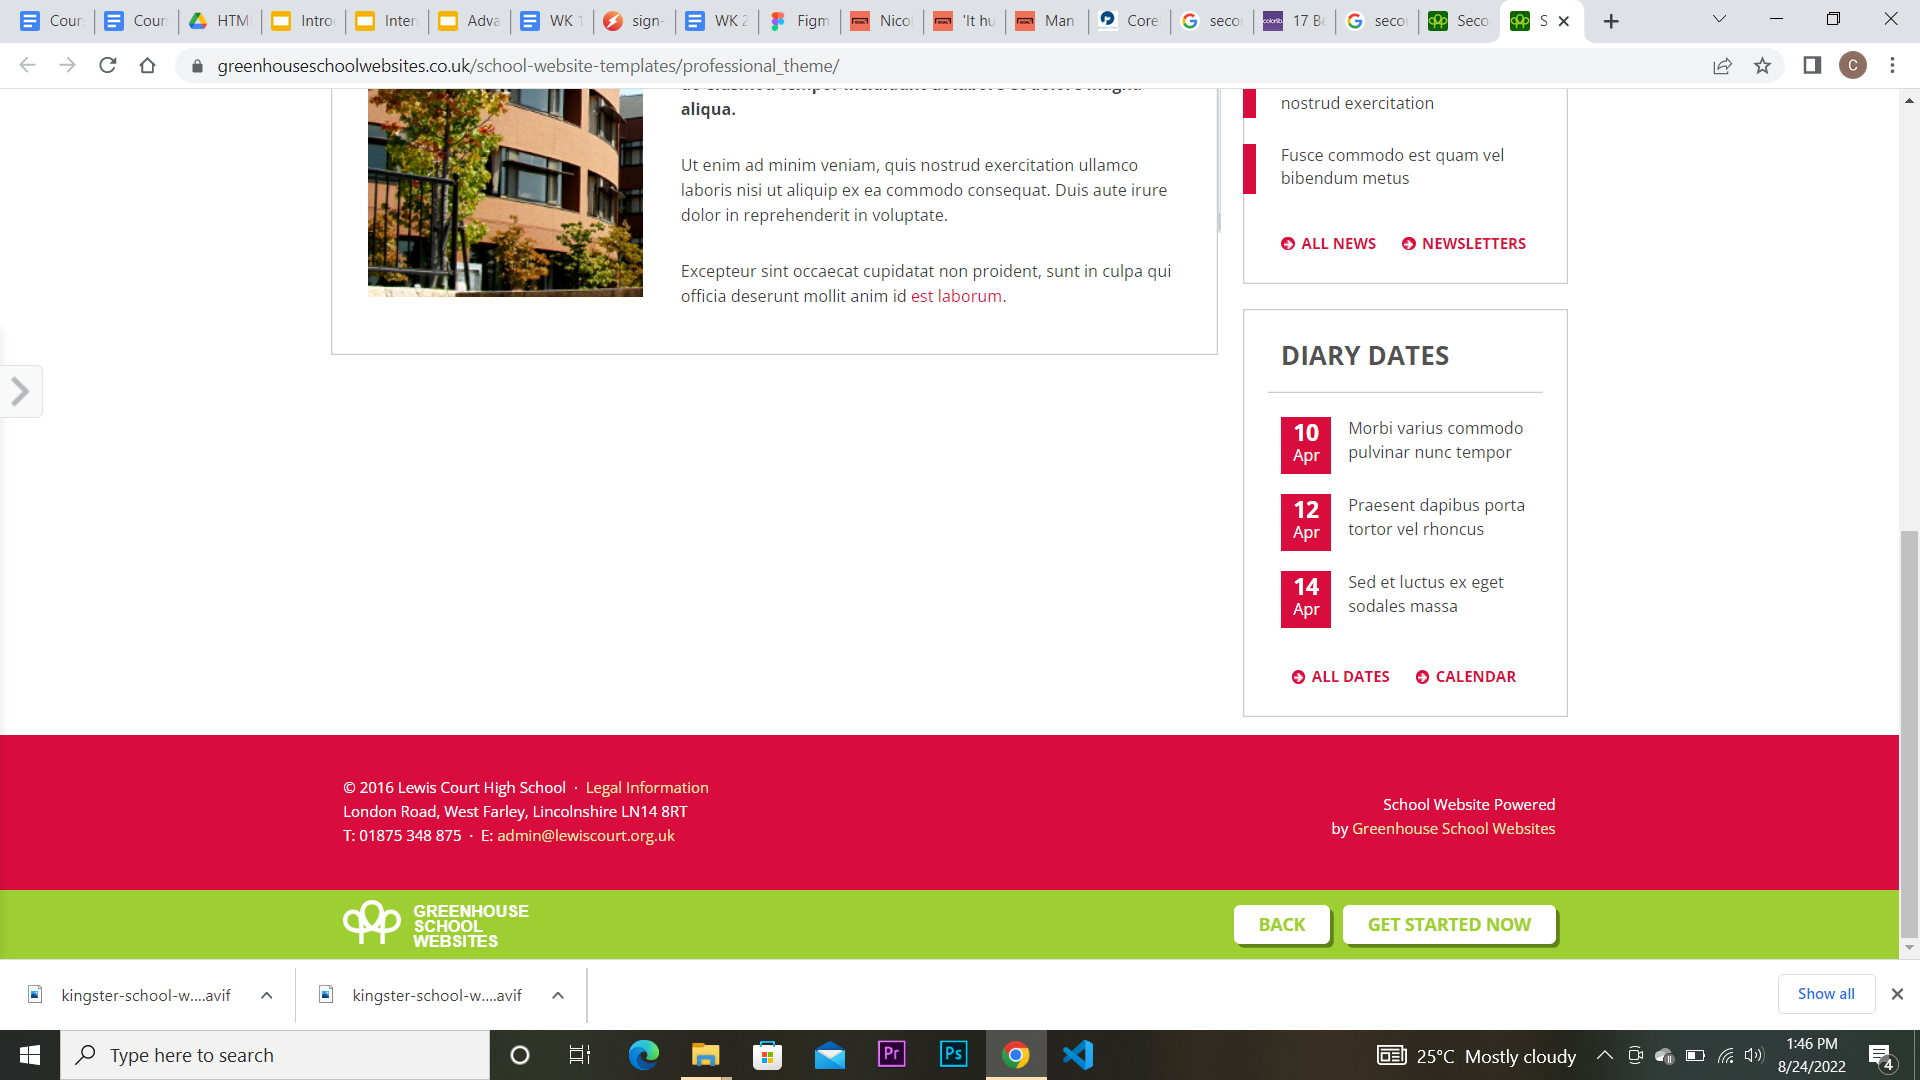 Cour
Cour
HTM
Intro
Inter
Adva
WK 1
sign-
WK 2
Figm
Nicol
'It hu
Man
Core
secor
17 Be
secor
Seco
S
greenhouseschoolwebsites.co.uk/school-website-templates/professional_theme/
C
aliqua.
Ut enim ad minim veniam, quis nostrud exercitation ullamco
laboris nisi ut aliquip ex ea commodo consequat. Duis aute irure
dolor in reprehenderit in voluptate.
Excepteur sint occaecat cupidatat non proident, sunt in culpa qui
officia deserunt mollit anim id est laborum.
nostrud exercitation
Fusce commodo est quam vel
bibendum metus
ALL NEWS
NEWSLETTERS
DIARY DATES
10
Apr
Morbi varius commodo
pulvinar nunc tempor
12
Apr
Praesent dapibus porta
tortor vel rhoncus
14
Apr
Sed et luctus ex eget
sodales massa
ALL DATES
CALENDAR
© 2016 Lewis Court High School · Legal Information
London Road, West Farley, Lincolnshire LN14 8RT
T: 01875 348 875 · E: admin@lewiscourt.org.uk
School Website Powered
by Greenhouse School Websites
GREENHOUSE
SCHOOL
WEBSITES
BACK
GET STARTED NOW
kingster-school-w....avif
kingster-school-w....avif
Show all
Type here to search
Pr
Ps
25°C Mostly cloudy
1:46 PM
8/24/2022
4